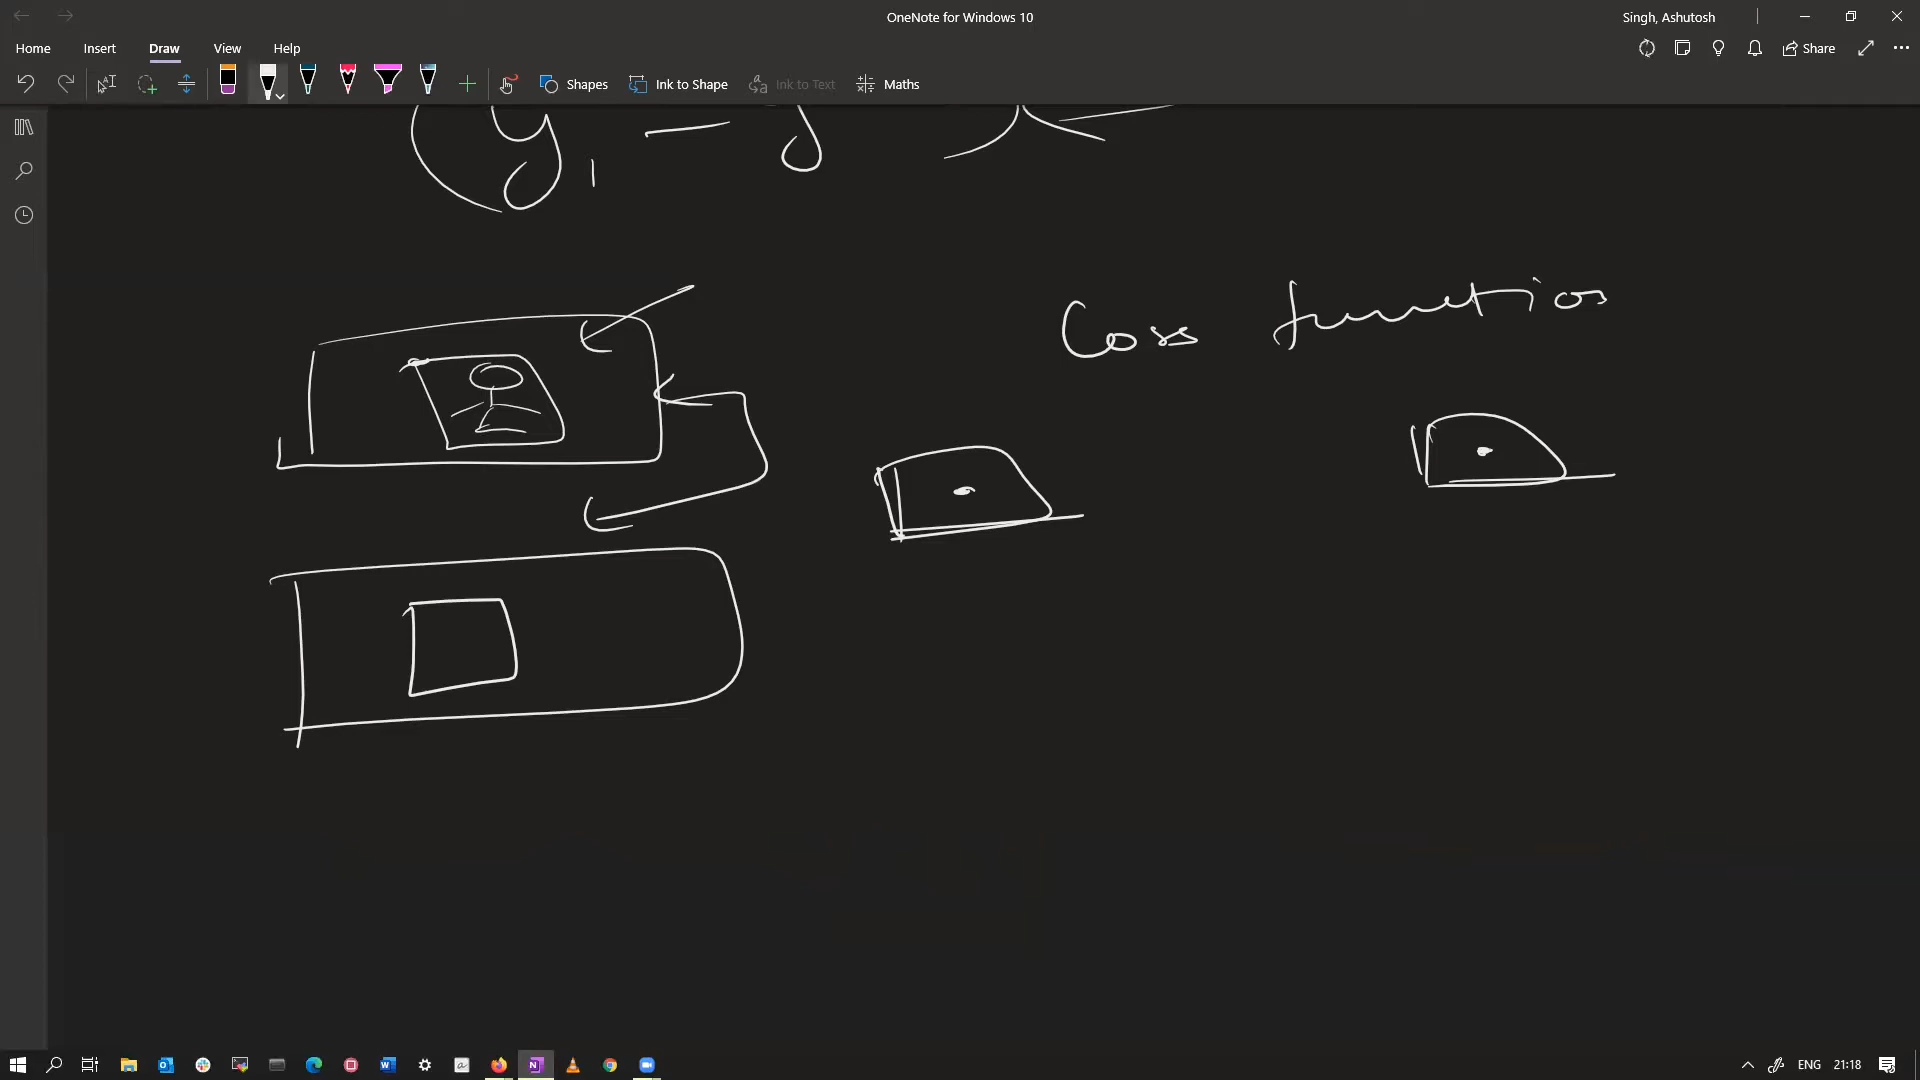 OneNote for Windows 10
Singh, Ashutosh
Home Insert Draw View Help
Share
Shapes Ink to Shape Ink to Text Maths
y₁ - y
Loss function
ENG 21:18